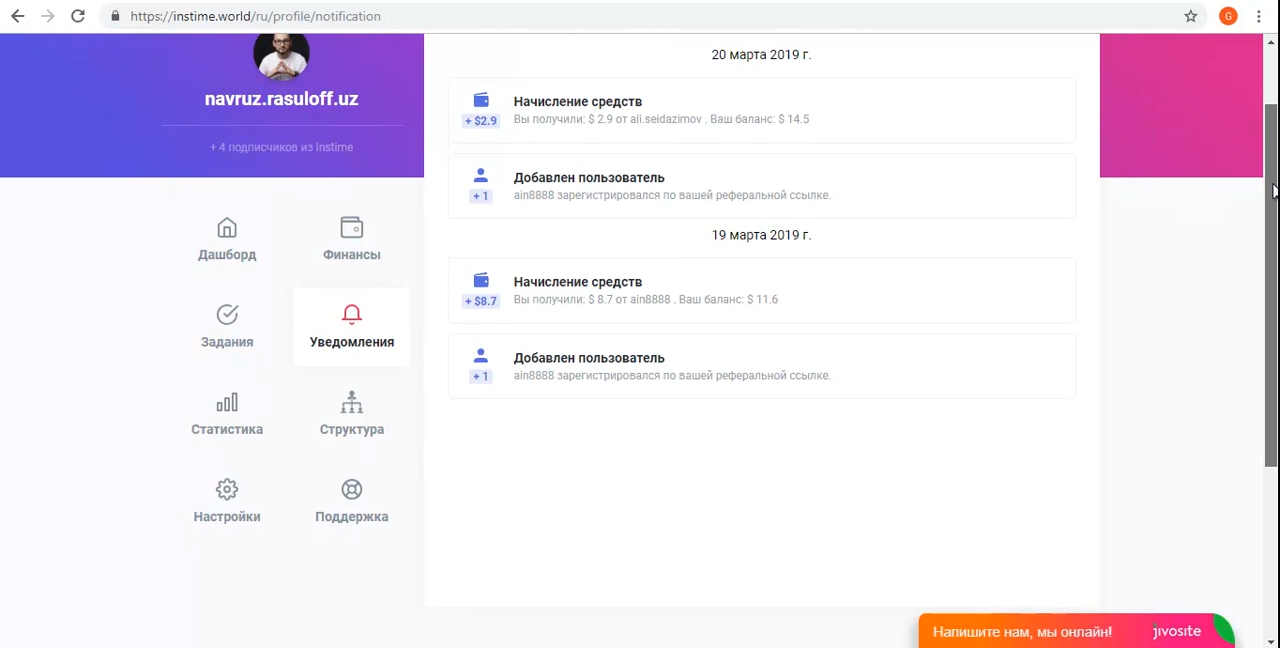 https://instime.world/ru/profile/notification
G
navruz.rasuloff.uz
+ 4 подписчиков из Instime
Дашборд
Финансы
Задания
Уведомления
Статистика
Структура
Настройки
Поддержка
20 марта 2019 г.
Начисление средств
+ $2.9
Вы получили: $ 2.9 от ali.seidazimov . Ваш баланс: $ 14.5
Добавлен пользователь
+ 1
ain8888 зарегистрировался по вашей реферальной ссылке.
19 марта 2019 г.
Начисление средств
+ $8.7
Вы получили: $ 8.7 от ain8888 . Ваш баланс: $ 11.6
Добавлен пользователь
+ 1
ain8888 зарегистрировался по вашей реферальной ссылке.
Напишите нам, мы онлайн!
jivosite